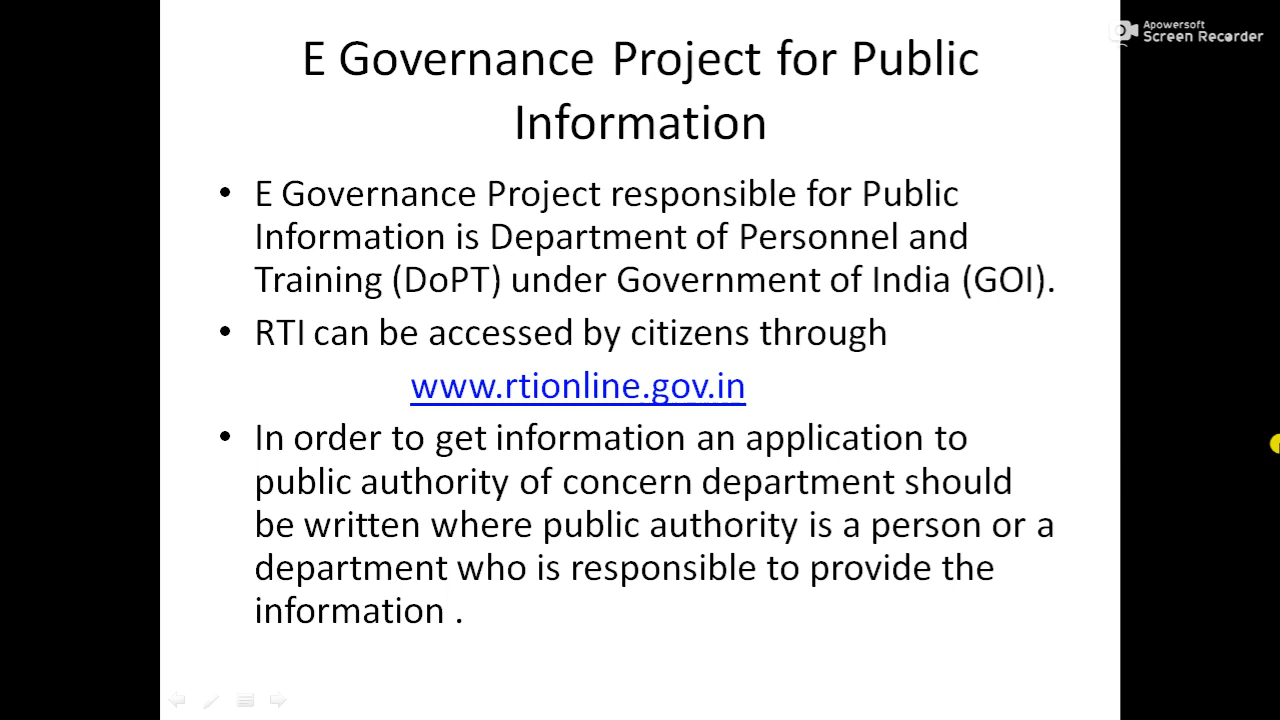 Apowersoft
Screen Recorder
E Governance Project for Public
Information
• E Governance Project responsible for Public
Information is Department of Personnel and
Training (DoPT) under Government of India (GOI).
• RTI can be accessed by citizens through
www.rtionline.gov.in
• In order to get information an application to
public authority of concern department should
be written where public authority is a person or a
department who is responsible to provide the
information .